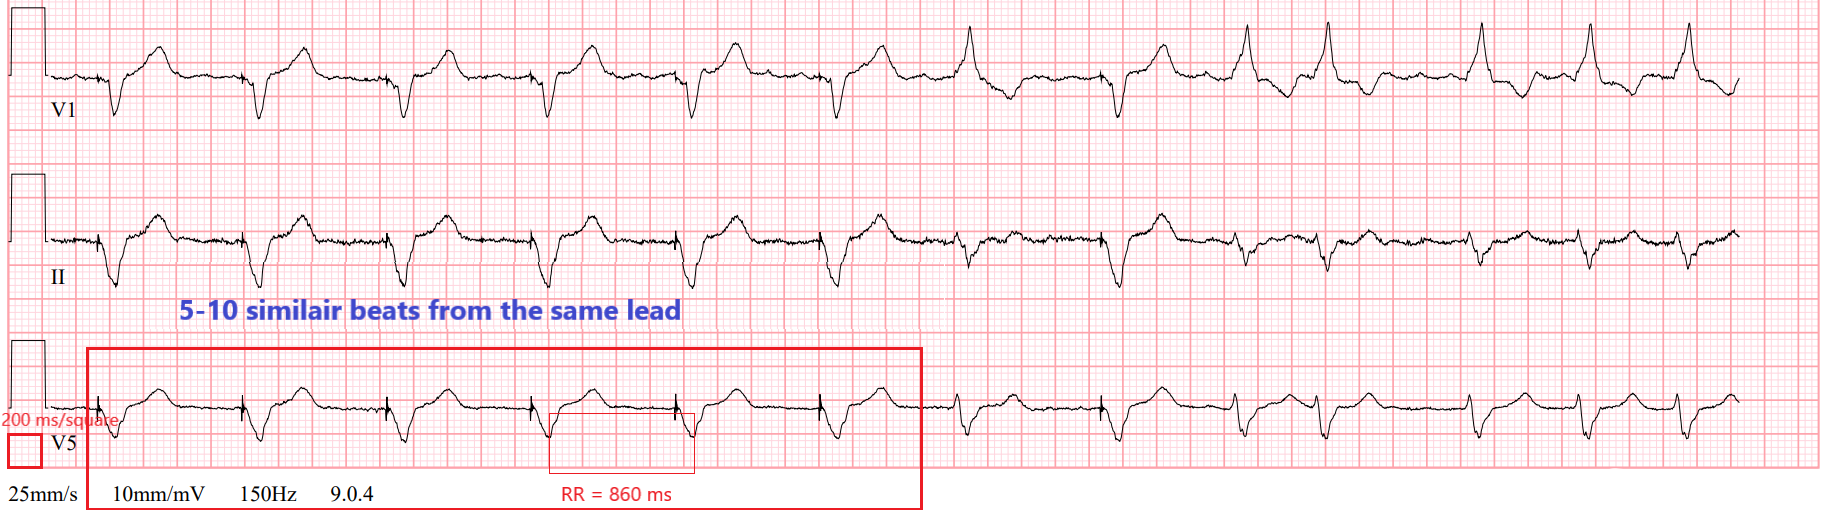 V1
II
5-10 similair beats from the same lead
200 ms/square
V5
25mm/s 10mm/mV 150Hz 9.0.4 RR = 860 ms